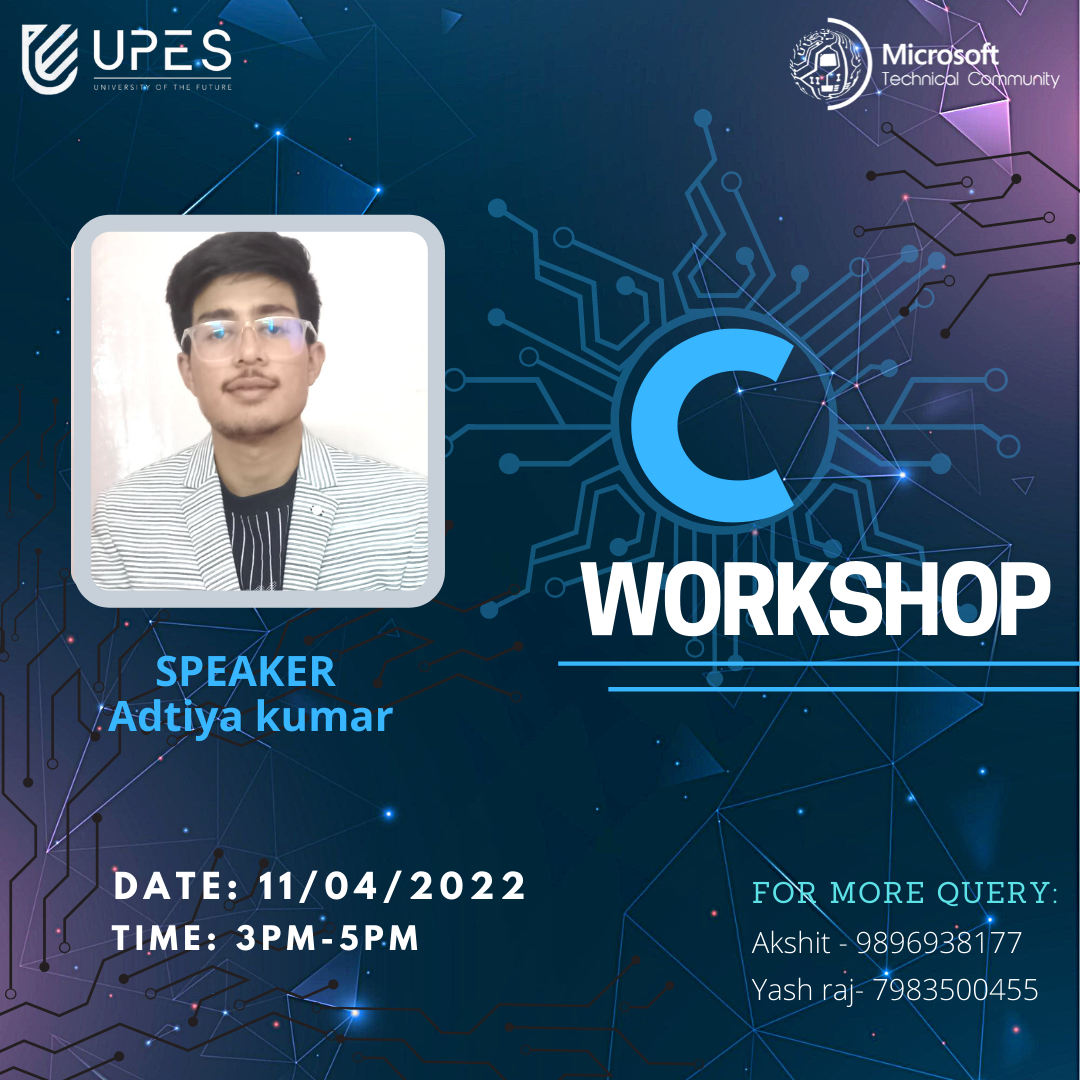 UPES
UNIVERSITY OF THE FUTURE
Microsoft
Technical Community
C
WORKSHOP
SPEAKER
Adtiya kumar
DATE: 11/04/2022
TIME: 3PM-5PM
FOR MORE QUERY:
Akshit - 9896938177
Yash raj- 7983500455